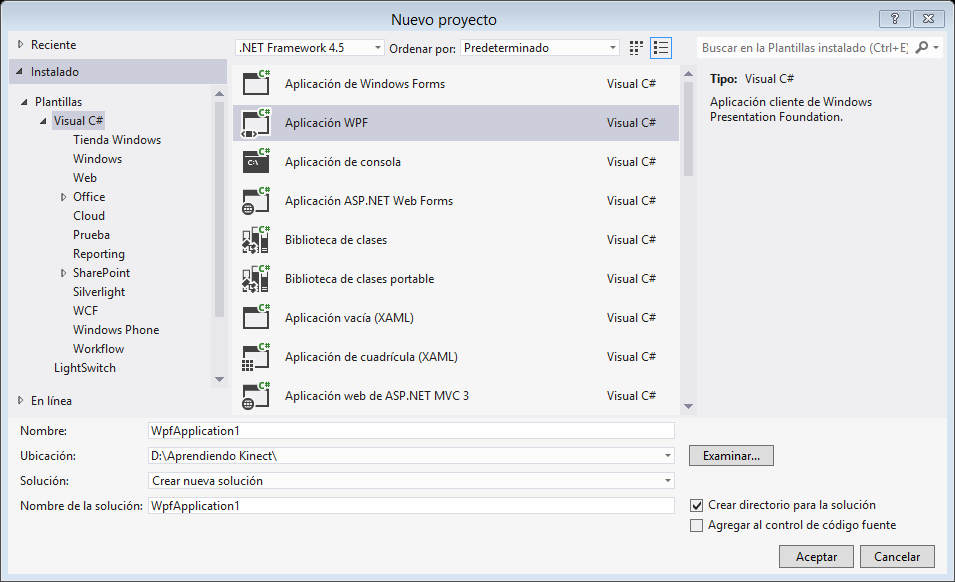 Nuevo proyecto
?
Reciente
Instalado
Plantillas
Visual C#
Tienda Windows
Windows
Web
Office
Cloud
Prueba
Reporting
SharePoint
Silverlight
WCF
Windows Phone
Workflow
LightSwitch
En línea
.NET Framework 4.5
Ordenar por: Predeterminado
C# Aplicación de Windows Forms Visual C#
C# Aplicación WPF Visual C#
C# C:\ Aplicación de consola Visual C#
C# Aplicación ASP.NET Web Forms Visual C#
C# Biblioteca de clases Visual C#
C# Biblioteca de clases portable Visual C#
C# Aplicación vacía (XAML) Visual C#
C# Aplicación de cuadrícula (XAML) Visual C#
C# Aplicación web de ASP.NET MVC 3 Visual C#
Buscar en la Plantillas instalado (Ctrl+E)
Tipo: Visual C#
Aplicación cliente de Windows
Presentation Foundation.
Nombre: WpfApplication1
Ubicación: D:\Aprendiendo Kinect\
Examinar...
Solución: Crear nueva solución
Nombre de la solución: WpfApplication1
Crear directorio para la solución
Agregar al control de código fuente
Aceptar
Cancelar